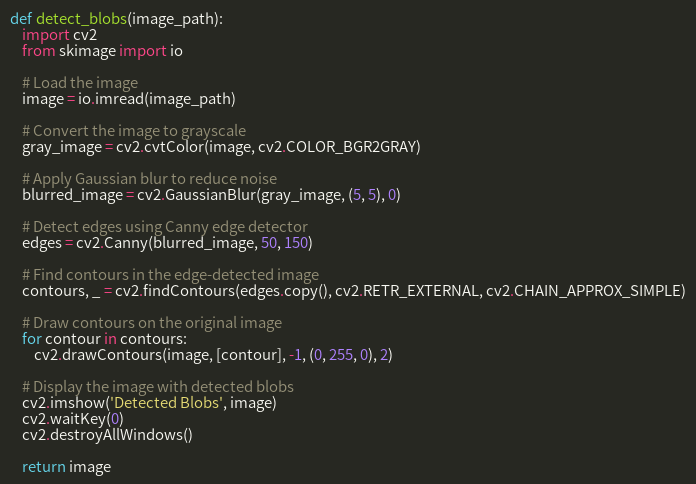 def detect_blobs(image_path):
    import cv2
    from skimage import io

    # Load the image
    image = io.imread(image_path)

    # Convert the image to grayscale
    gray_image = cv2.cvtColor(image, cv2.COLOR_BGR2GRAY)

    # Apply Gaussian blur to reduce noise
    blurred_image = cv2.GaussianBlur(gray_image, (5, 5), 0)

    # Detect edges using Canny edge detector
    edges = cv2.Canny(blurred_image, 50, 150)

    # Find contours in the edge-detected image
    contours, _ = cv2.findContours(edges.copy(), cv2.RETR_EXTERNAL, cv2.CHAIN_APPROX_SIMPLE)

    # Draw contours on the original image
    for contour in contours:
        cv2.drawContours(image, [contour], -1, (0, 255, 0), 2)

    # Display the image with detected blobs
    cv2.imshow('Detected Blobs', image)
    cv2.waitKey(0)
    cv2.destroyAllWindows()

    return image